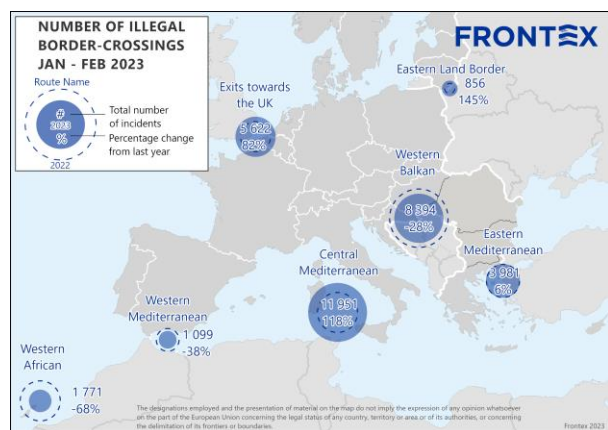 NUMBER OF ILLEGAL
BORDER-CROSSINGS
JAN - FEB 2023
Route Name
#
2023
%
Total number
of incidents
Percentage change
from last year
2022
FRONTEX
Eastern Land Border
856
145%
Exits towards
the UK
5 622
82%
Western
Balkan
8 394
-28%
Eastern
Mediterranean
3 981
6%
Central
Mediterranean
11 951
118%
Western
Mediterranean
1 099
-38%
Western
African
1 771
-68%
The designations employed and the presentation of material on the map do not imply the expression of any opinion whatsoever
on the part of the European Union concerning the legal status of any country, territory or area or of its authorities, or concerning
the delimitation of its frontiers or boundaries.
Frontex 2023